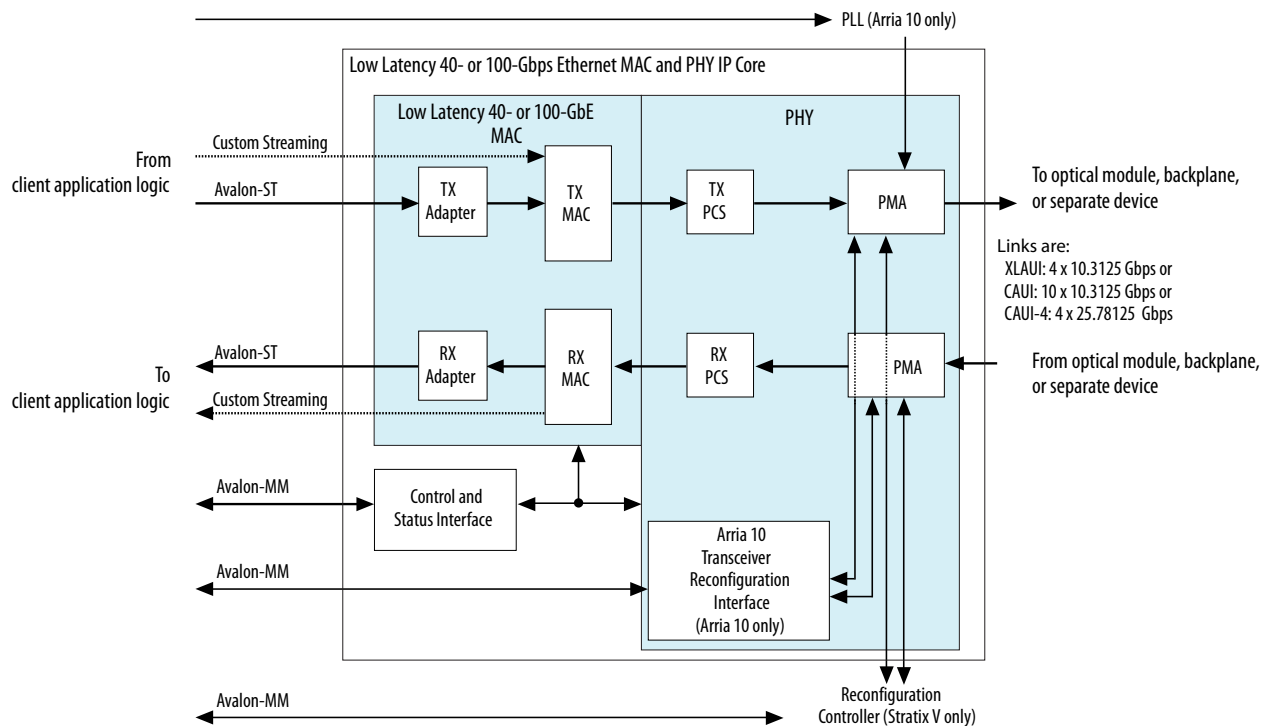 PLL (Arria 10 only)
Low Latency 40- or 100-Gbps Ethernet MAC and PHY IP Core
Low Latency 40- or 100-GbE
MAC
PHY
From
client application logic
Custom Streaming
Avalon-ST
TX
Adapter
TX
MAC
TX
PCS
PMA
To optical module, backplane,
or separate device
Links are:
XLAUI: 4 x 10.3125 Gbps or
CAUI: 10 x 10.3125 Gbps or
CAUI-4: 4 x 25.78125 Gbps
To
client application logic
Avalon-ST
Custom Streaming
RX
Adapter
RX
MAC
RX
PCS
PMA
From optical module, backplane,
or separate device
Avalon-MM
Control and
Status Interface
Avalon-MM
Arria 10
Transceiver
Reconfiguration
Interface
(Arria 10 only)
Avalon-MM
Reconfiguration
Controller (Stratix V only)